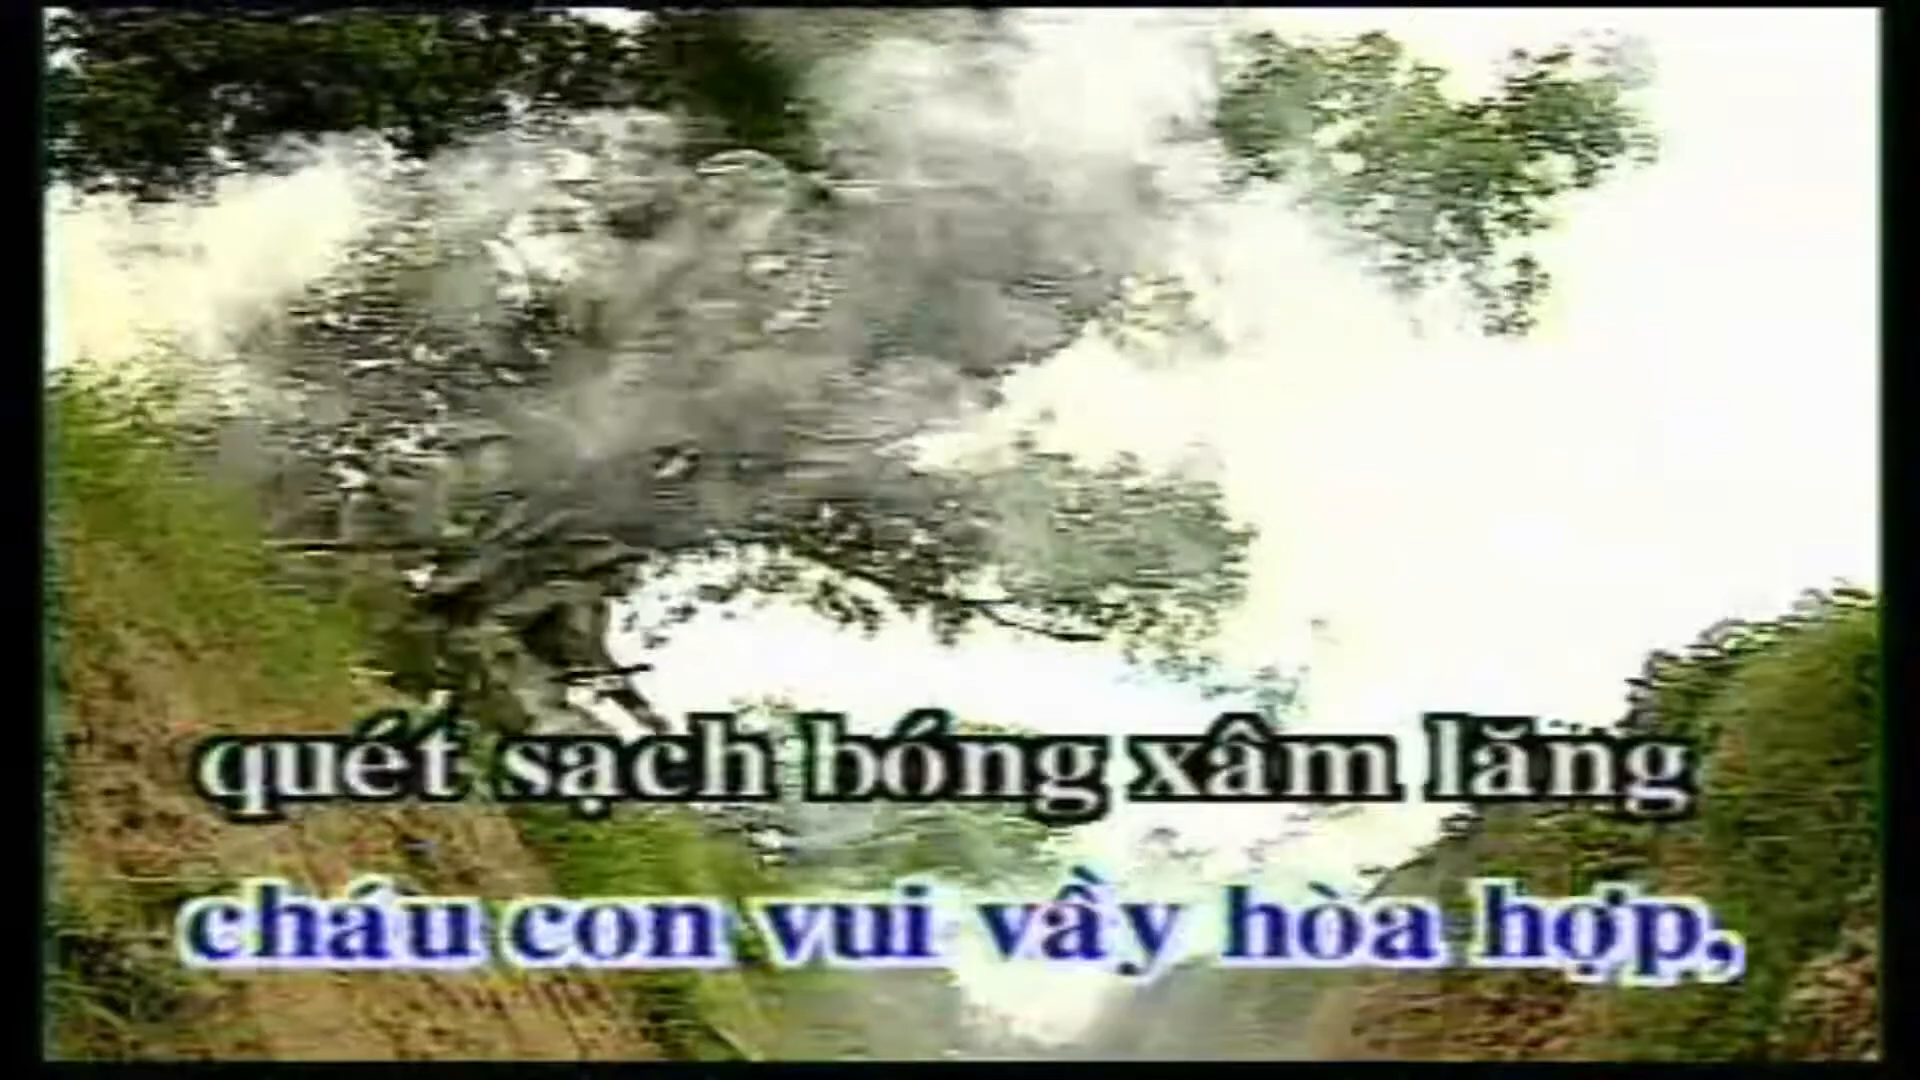 quét sạch bóng xâm lăng
cháu con vui vầy hòa hợp,